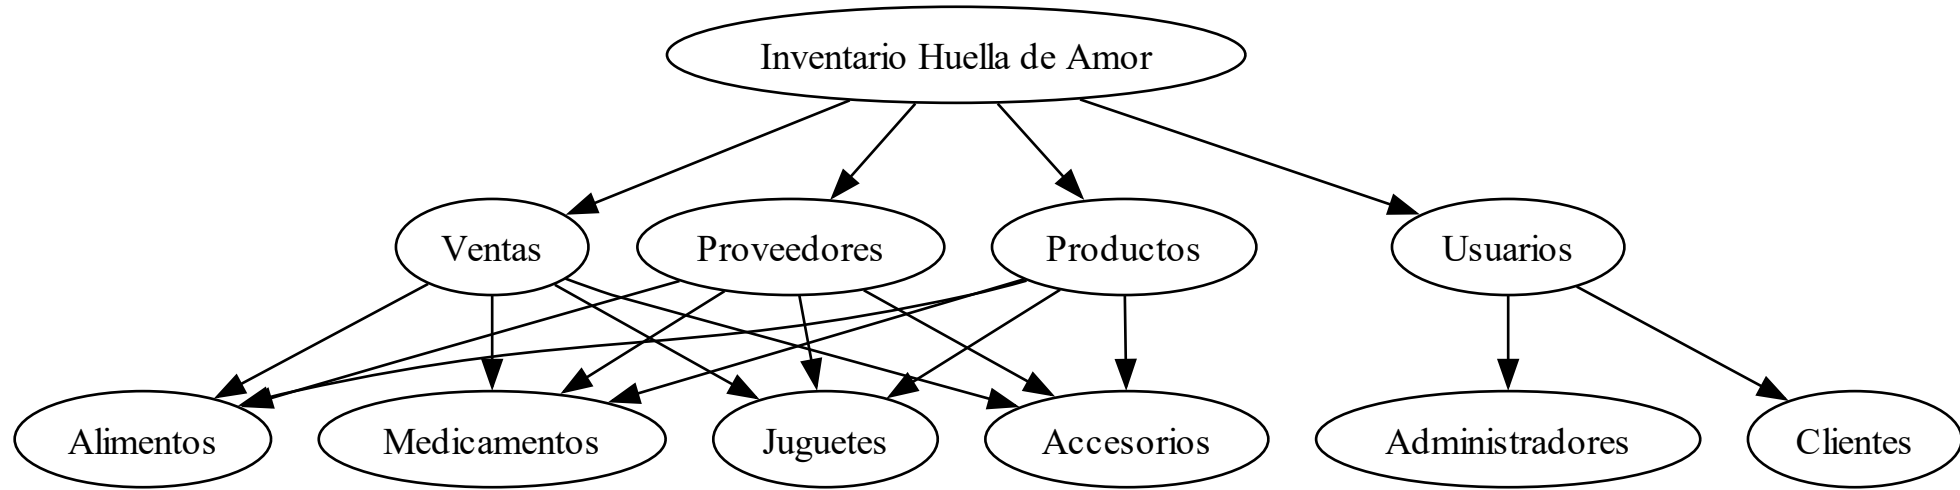 Inventario Huella de Amor
Ventas
Proveedores
Productos
Usuarios
Alimentos
Medicamentos
Juguetes
Accesorios
Administradores
Clientes